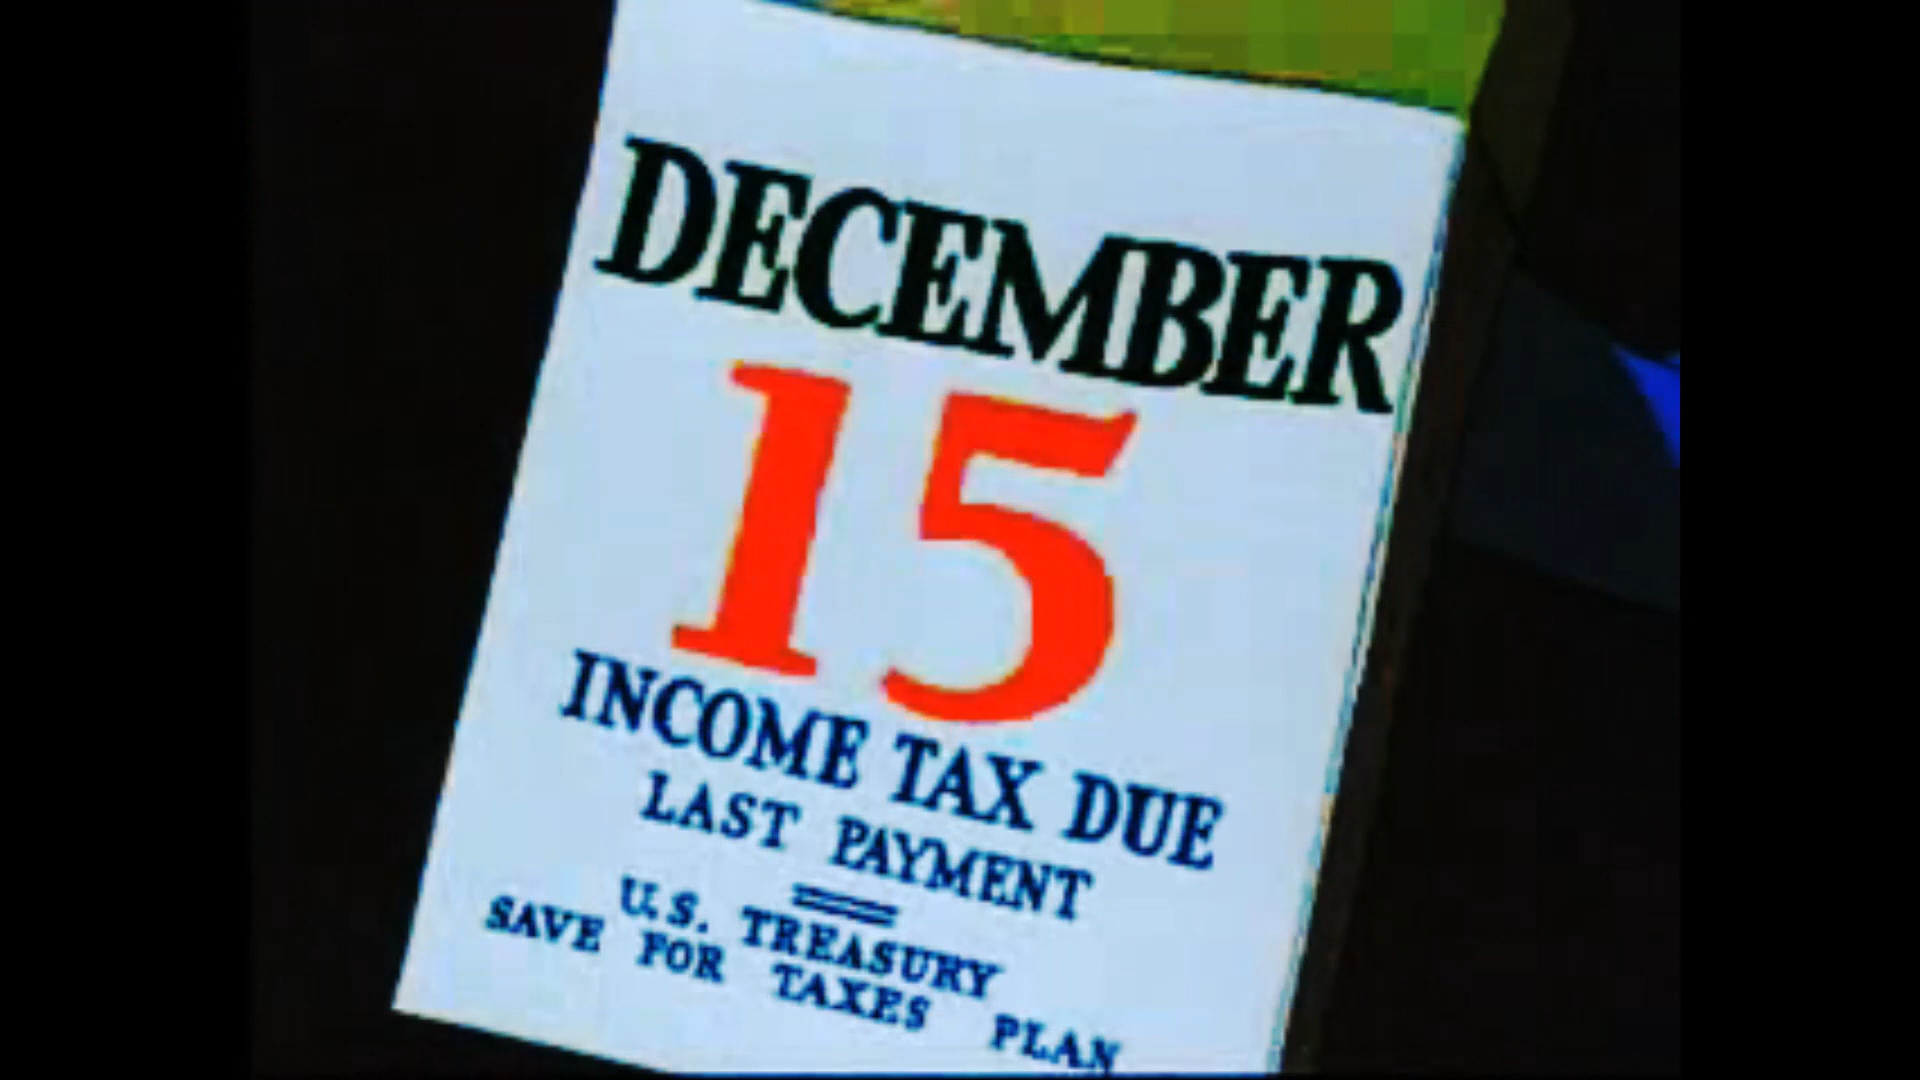 DECEMBER
15
INCOME TAX DUE
LAST PAYMENT
U.S. TREASURY
SAVE FOR TAXES PLAN